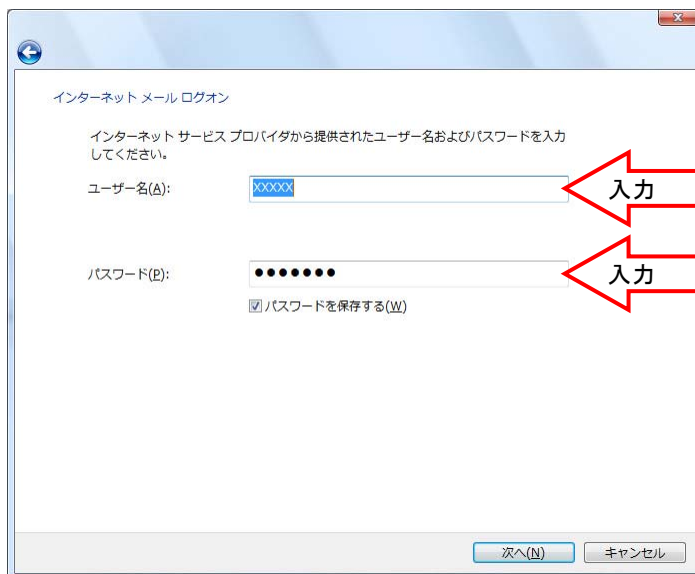 インターネット メール ログオン
インターネット サービス プロバイダから提供されたユーザー名およびパスワードを入力
してください。
ユーザー名(A):
XXXXX
入力
パスワード(P):
●●●●●●●
入力
パスワードを保存する(W)
次へ(N)
キャンセル